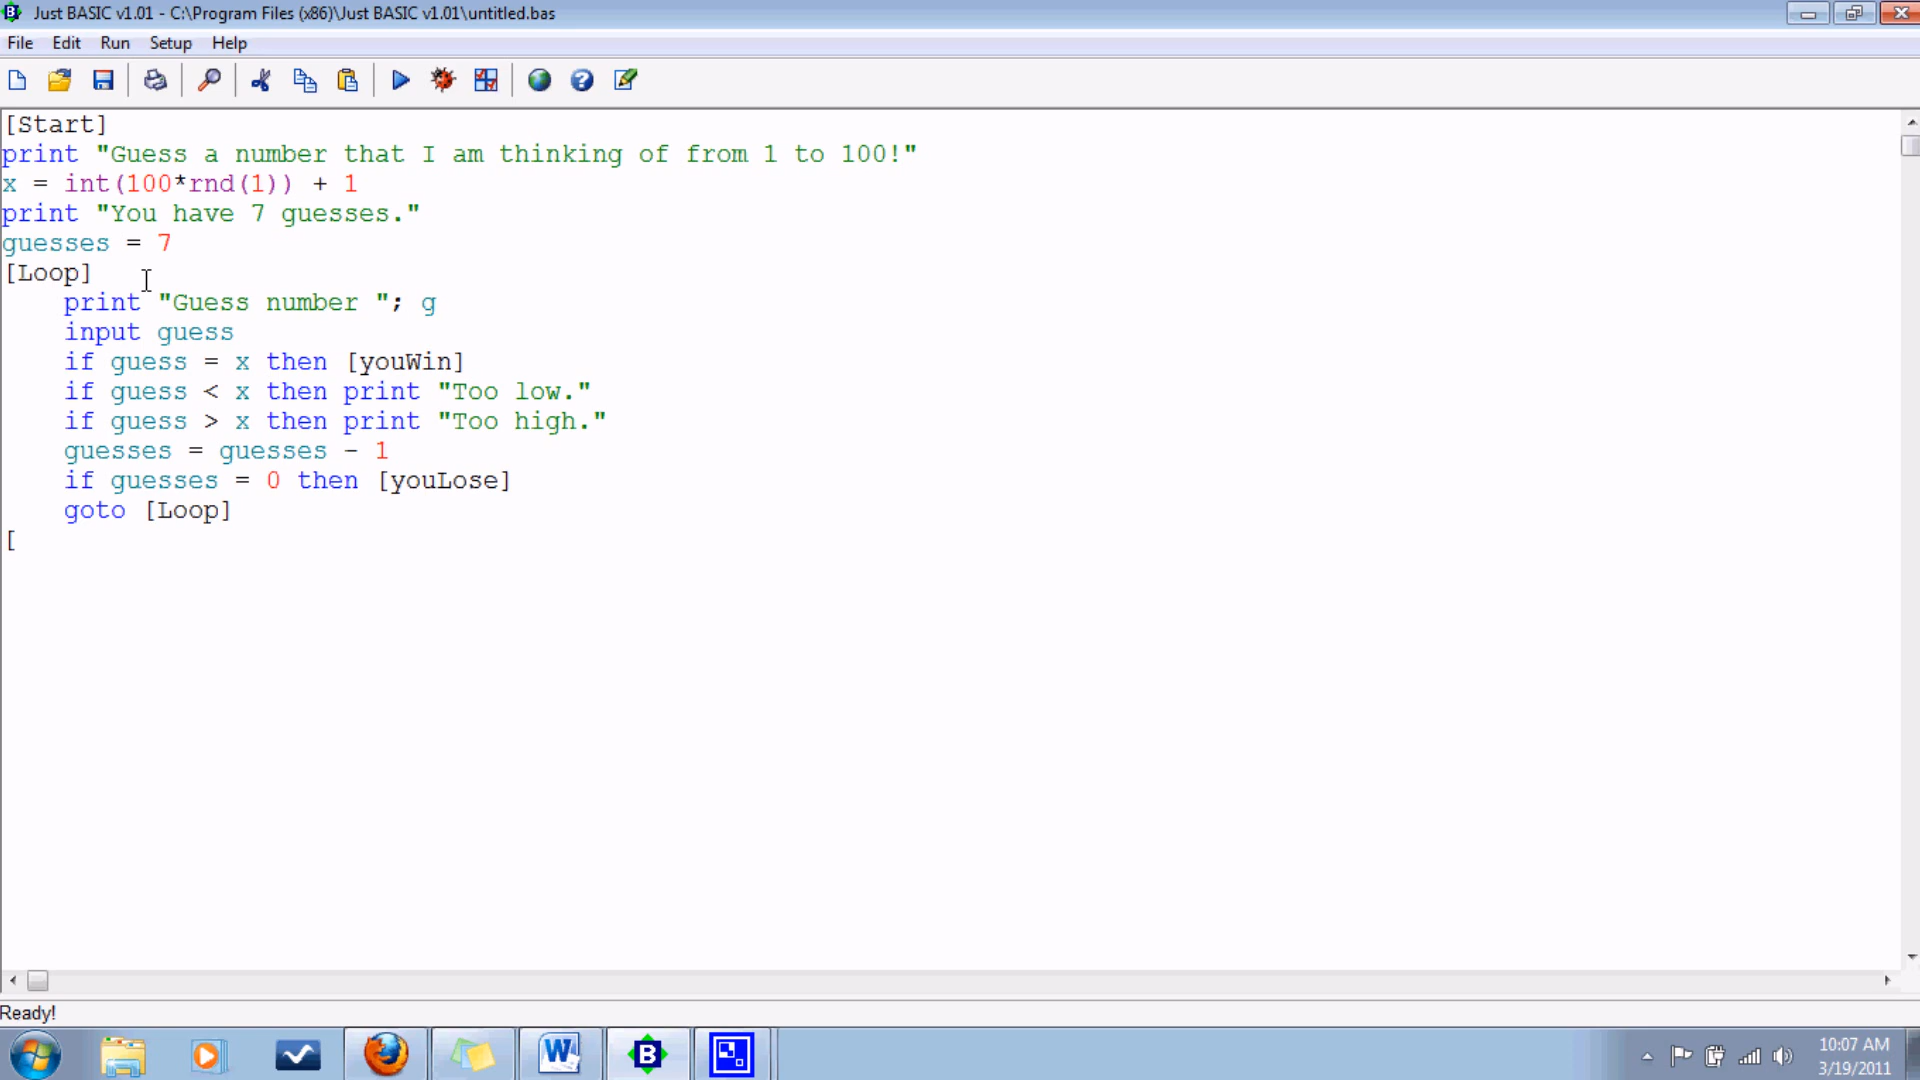 Just BASIC v1.01 - C:\Program Files (x86)\Just BASIC v1.01\untitled.bas
File Edit Run Setup Help
[Start]
print "Guess a number that I am thinking of from 1 to 100!"
x = int(100*rnd(1)) + 1
print "You have 7 guesses."
guesses = 7
[Loop]
    print "Guess number "; g
    input guess
    if guess = x then [youWin]
    if guess < x then print "Too low."
    if guess > x then print "Too high."
    guesses = guesses - 1
    if guesses = 0 then [youLose]
    goto [Loop]
[
Ready!
10:07 AM
3/19/2011